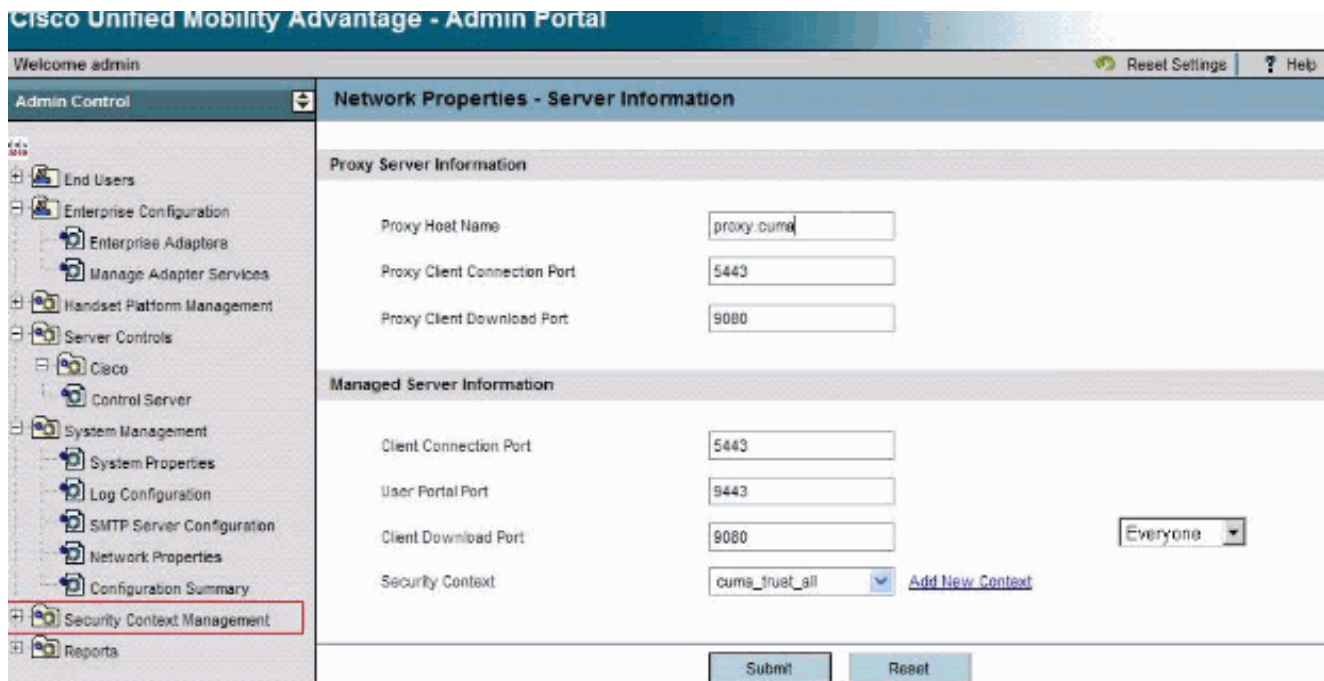 Cisco Unified Mobility Advantage - Admin Portal
Welcome admin
Reset Settings
? Help
Admin Control
Network Properties - Server Information
End Users
Enterprise Configuration
Enterprise Adapters
Manage Adapter Services
Handset Platform Management
Server Controls
Cisco
Control Server
System Management
System Properties
Log Configuration
SMTP Server Configuration
Network Properties
Configuration Summary
Security Context Management
Reports
Proxy Server Information
Proxy Host Name proxy.cuma
Proxy Client Connection Port 5443
Proxy Client Download Port 9080
Managed Server Information
Client Connection Port 5443
User Portal Port 9443
Client Download Port 9080 Everyone
Security Context cuma_trust_all Add New Context
Submit Reset